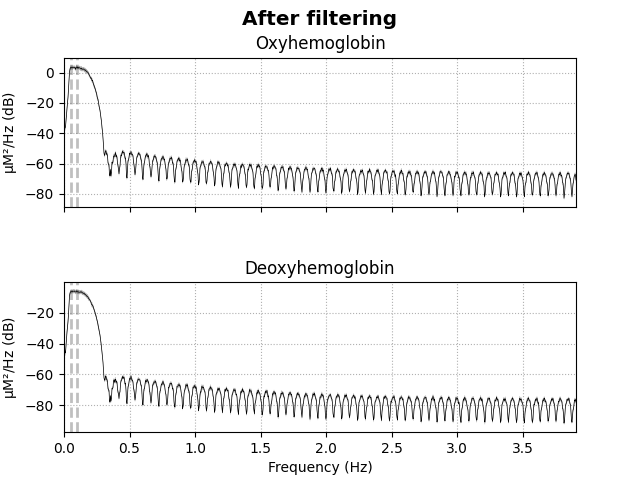 After filtering
Oxyhemoglobin
µM²/Hz (dB)
0
−20
−40
−60
−80
Deoxyhemoglobin
µM²/Hz (dB)
−20
−40
−60
−80
0.0 0.5 1.0 1.5 2.0 2.5 3.0 3.5
Frequency (Hz)